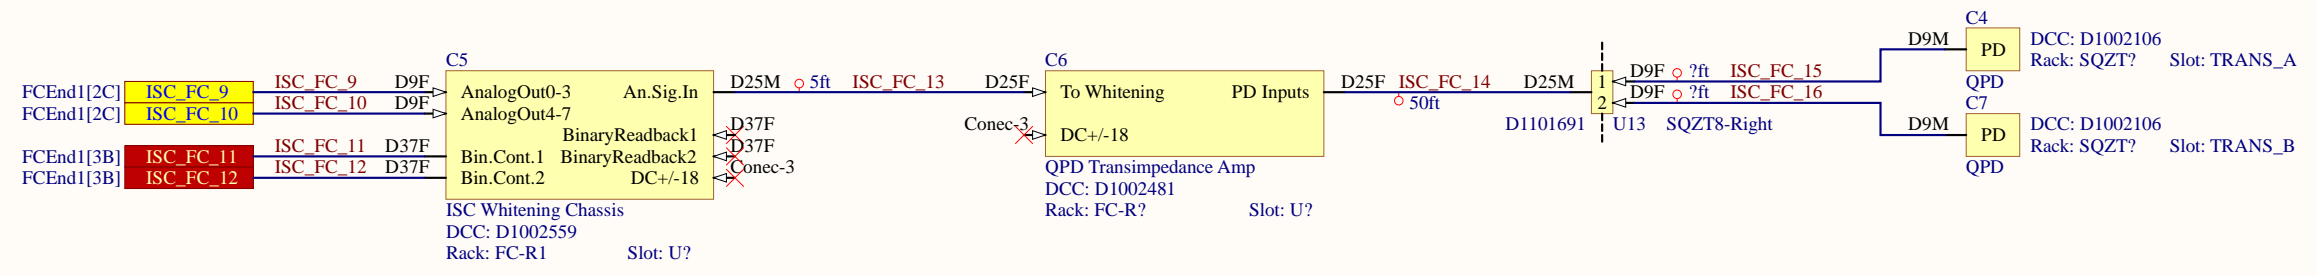 FCEnd1[2C] ISC_FC_9 ISC_FC_9 D9F
FCEnd1[2C] ISC_FC_10 ISC_FC_10 D9F
FCEnd1[3B] ISC_FC_11 ISC_FC_11 D37F
FCEnd1[3B] ISC_FC_12 ISC_FC_12 D37F
C5
AnalogOut0-3 An.Sig.In
AnalogOut4-7
BinaryReadback1
Bin.Cont.1 BinaryReadback2
Bin.Cont.2 DC+/-18
ISC Whitening Chassis
DCC: D1002559
Rack: FC-R1 Slot: U?
D25M 5ft ISC_FC_13 D25F
D37F
D37F
Conec-3
Conec-3
C6
To Whitening PD Inputs
DC+/-18
QPD Transimpedance Amp
DCC: D1002481
Rack: FC-R? Slot: U?
D25F ISC_FC_14 D25M
50ft
1
2
D1101691 U13 SQZT8-Right
D9F ?ft ISC_FC_15 D9M
D9F ?ft ISC_FC_16 D9M
C4
PD
QPD
DCC: D1002106
Rack: SQZT? Slot: TRANS_A
C7
PD
QPD
DCC: D1002106
Rack: SQZT? Slot: TRANS_B